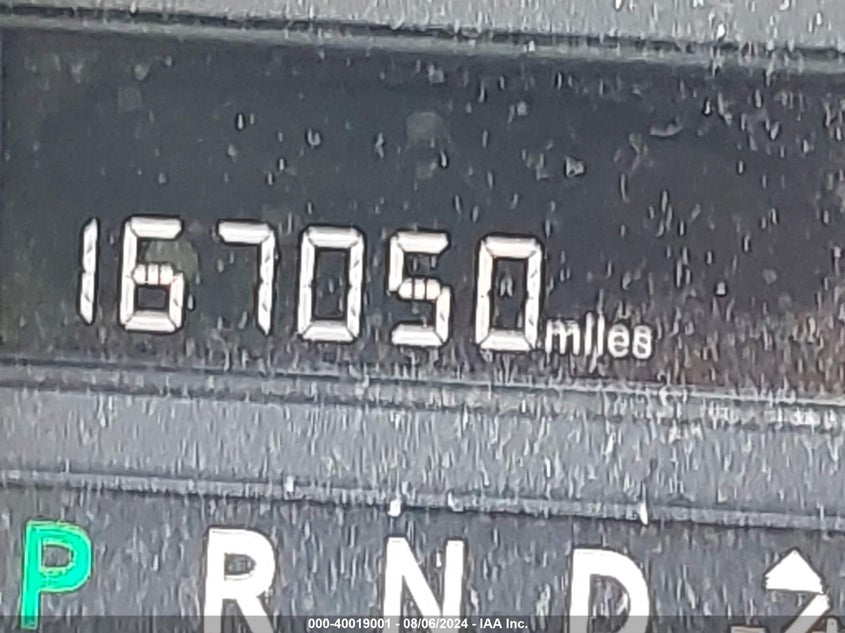 167050 miles
P R N D
000-40019001 - 08/06/2024 - IAA Inc.